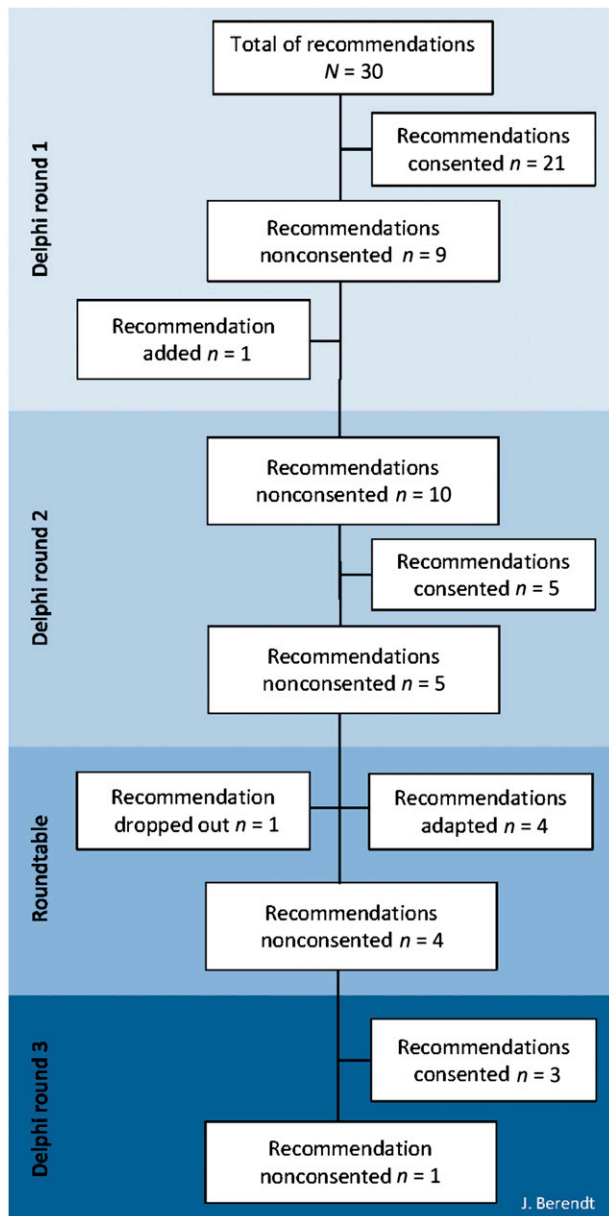 Delphi round 1
Total of recommendations
N = 30
Recommendations
consented n = 21
Recommendations
nonconsented n = 9
Recommendation
added n = 1
Delphi round 2
Recommendations
nonconsented n = 10
Recommendations
consented n = 5
Recommendations
nonconsented n = 5
Roundtable
Recommendation
dropped out n = 1
Recommendations
adapted n = 4
Recommendations
nonconsented n = 4
Delphi round 3
Recommendations
consented n = 3
Recommendation
nonconsented n = 1
J. Berendt